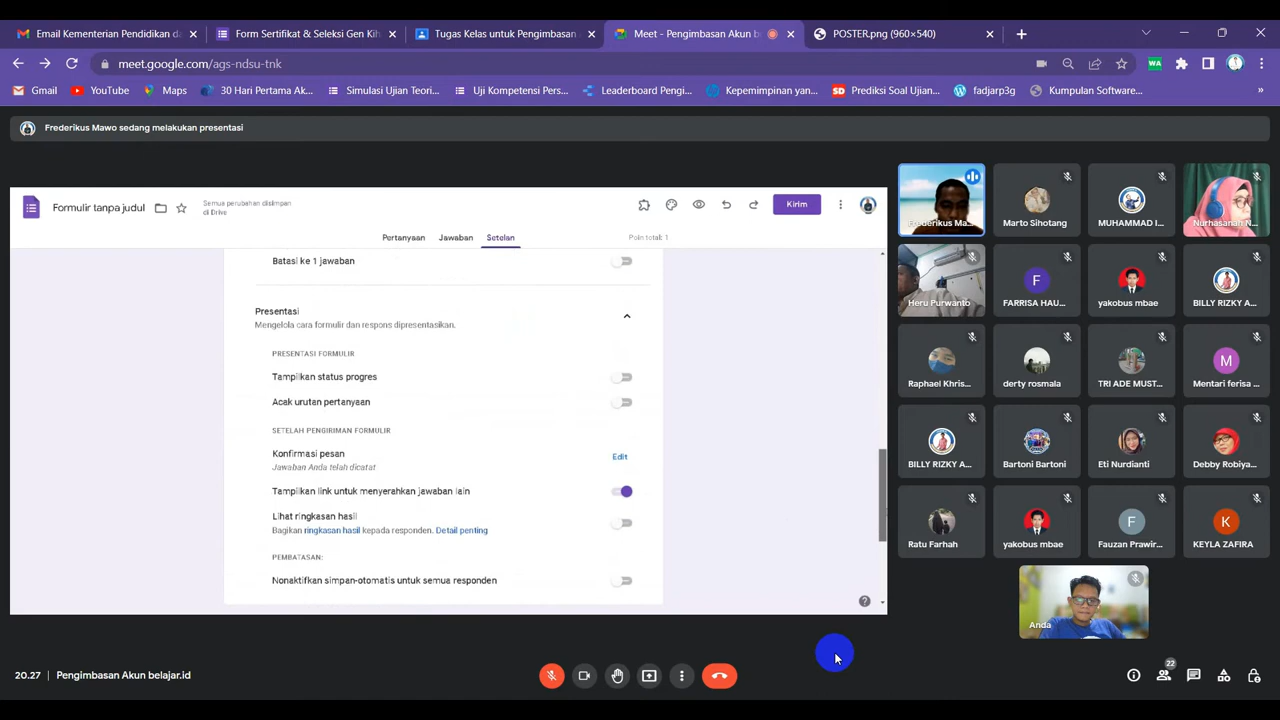 Email Kementerian Pendidikan da
Form Sertifikat & Seleksi Gen Kih
Tugas Kelas untuk Pengimbasan
Meet - Pengimbasan Akun b
POSTER.png (960×540)
meet.google.com/ags-ndsu-tnk
WA
Gmail
YouTube
Maps
30 Hari Pertama Ak...
Simulasi Ujian Teori...
Uji Kompetensi Pers...
Leaderboard Pengi...
Kepemimpinan yan...
SD
Prediksi Soal Ujian...
fadjarp3g
Kumpulan Software...
»
Frederikus Mawo sedang melakukan presentasi
Formulir tanpa judul
Semua perubahan disimpan
di Drive
Kirim
Pertanyaan
Jawaban
Setelan
Poin total: 1
Batasi ke 1 jawaban
Presentasi
Mengelola cara formulir dan respons dipresentasikan.
PRESENTASI FORMULIR
Tampilkan status progres
Acak urutan pertanyaan
SETELAH PENGIRIMAN FORMULIR
Konfirmasi pesan
Edit
Jawaban Anda telah dicatat
Tampilkan link untuk menyerahkan jawaban lain
Lihat ringkasan hasil
Bagikan ringkasan hasil kepada responden. Detail penting
PEMBATASAN:
Nonaktifkan simpan-otomatis untuk semua responden
Frederikus Ma...
Marto Sihotang
MUHAMMAD I...
Nurhasanah N...
Heru Purwanto
F
FARRISA HAU...
yakobus mbae
BILLY RIZKY A...
Raphael Khris...
derty rosmala
TRI ADE MUST...
M
Mentari ferisa ...
BILLY RIZKY A...
Bartoni Bartoni
Eti Nurdianti
Debby Robiya...
Ratu Farhah
yakobus mbae
F
Fauzan Prawir...
K
KEYLA ZAFIRA
Anda
20.27
Pengimbasan Akun belajar.id
22